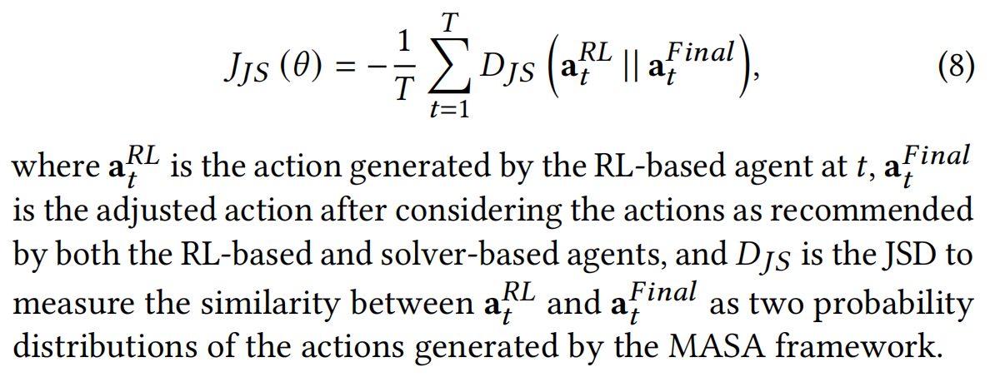 J_{JS} (θ) = −\frac{1}{T} \sum_{t=1}^{T} D_{JS} (\mathbf{a}_t^{RL} || \mathbf{a}_t^{Final}), (8)
where \mathbf{a}_t^{RL} is the action generated by the RL-based agent at t, \mathbf{a}_t^{Final}
is the adjusted action after considering the actions as recommended
by both the RL-based and solver-based agents, and D_{JS} is the JSD to
measure the similarity between \mathbf{a}_t^{RL} and \mathbf{a}_t^{Final} as two probability
distributions of the actions generated by the MASA framework.